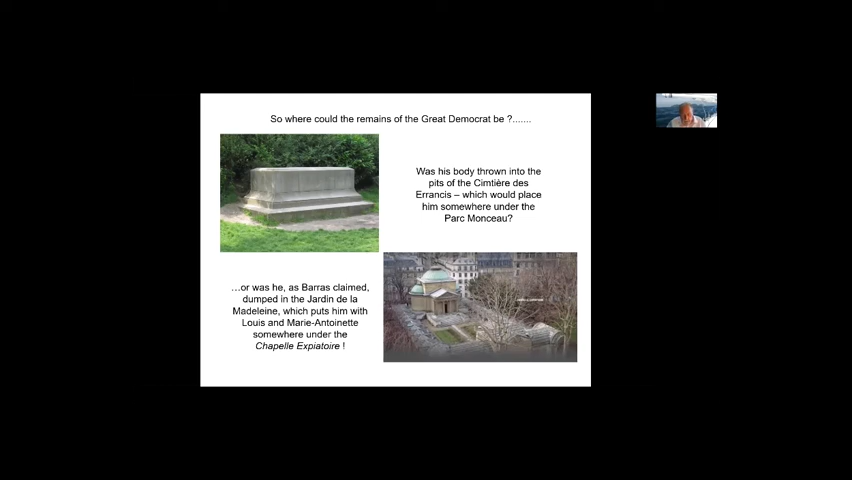 So where could the remains of the Great Democrat be ?.......
Was his body thrown into the
pits of the Cimtière des
Errancis – which would place
him somewhere under the
Parc Monceau?
…or was he, as Barras claimed,
dumped in the Jardin de la
Madeleine, which puts him with
Louis and Marie-Antoinette
somewhere under the
Chapelle Expiatoire !